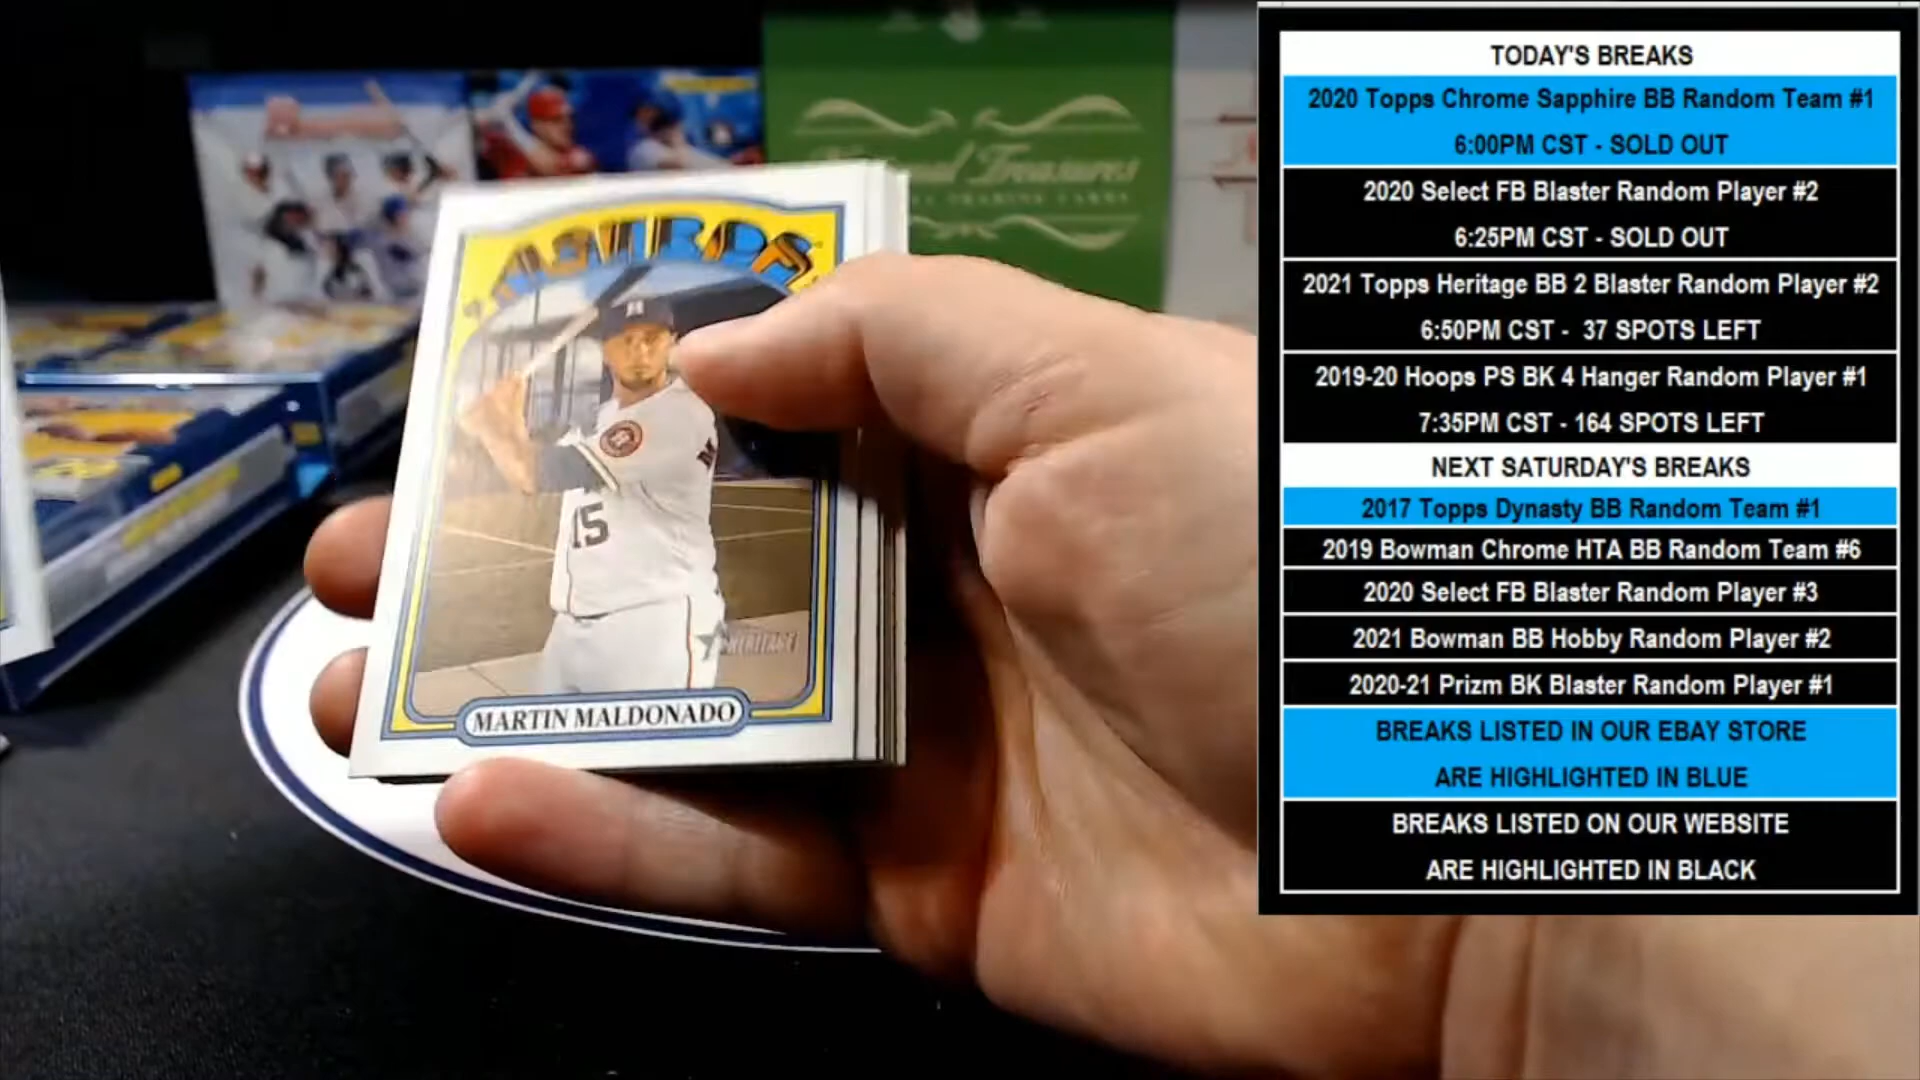 ASTROS
15
HERITAGE
MARTIN MALDONADO
Treasures
TODAY'S BREAKS
2020 Topps Chrome Sapphire BB Random Team #1
6:00PM CST - SOLD OUT
2020 Select FB Blaster Random Player #2
6:25PM CST - SOLD OUT
2021 Topps Heritage BB 2 Blaster Random Player #2
6:50PM CST - 37 SPOTS LEFT
2019-20 Hoops PS BK 4 Hanger Random Player #1
7:35PM CST - 164 SPOTS LEFT
NEXT SATURDAY'S BREAKS
2017 Topps Dynasty BB Random Team #1
2019 Bowman Chrome HTA BB Random Team #6
2020 Select FB Blaster Random Player #3
2021 Bowman BB Hobby Random Player #2
2020-21 Prizm BK Blaster Random Player #1
BREAKS LISTED IN OUR EBAY STORE
ARE HIGHLIGHTED IN BLUE
BREAKS LISTED ON OUR WEBSITE
ARE HIGHLIGHTED IN BLACK